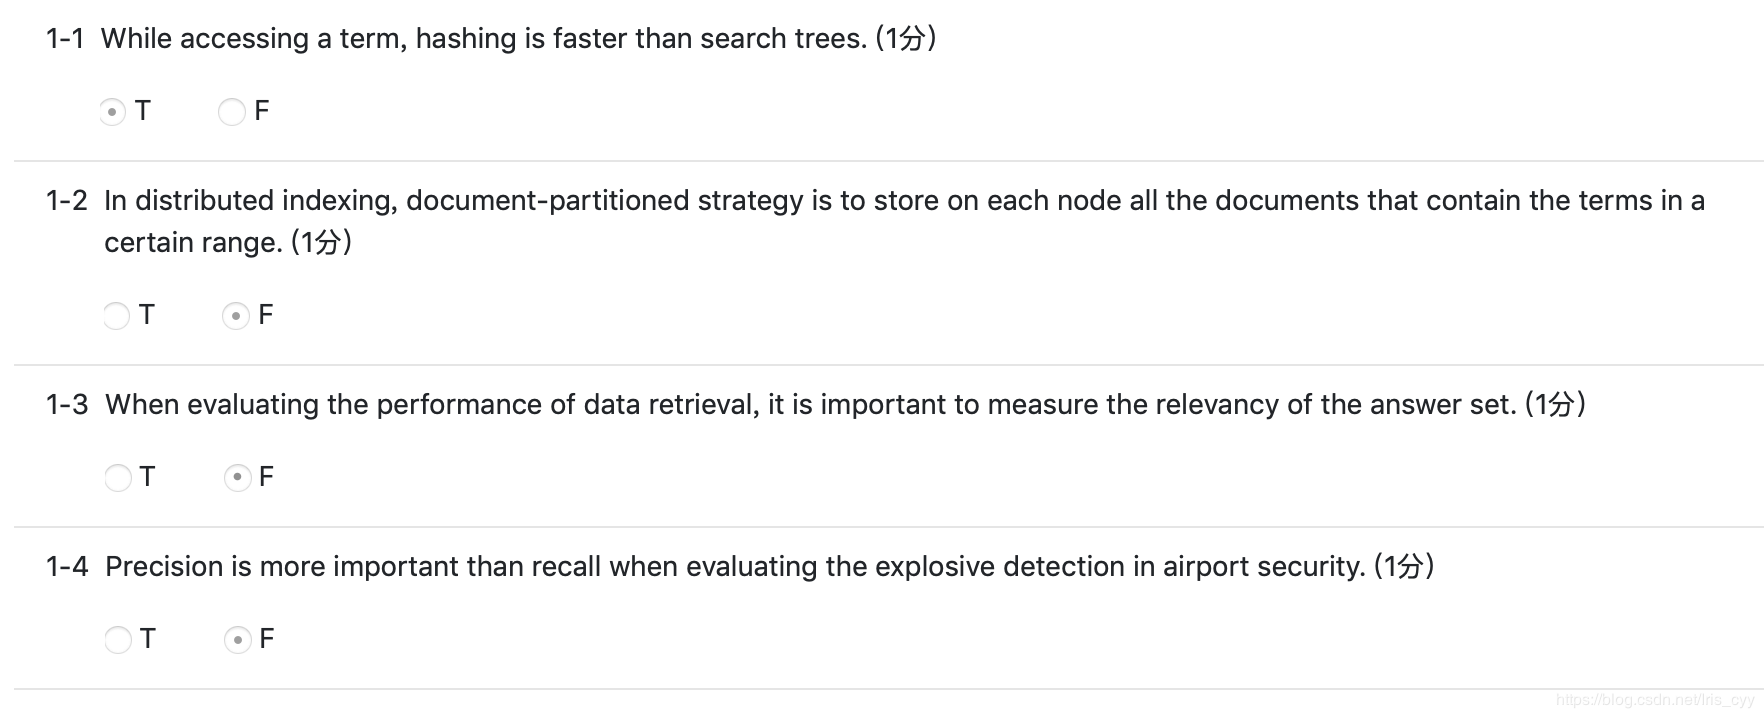 1-1 While accessing a term, hashing is faster than search trees. (1分)
T F
1-2 In distributed indexing, document-partitioned strategy is to store on each node all the documents that contain the terms in a
certain range. (1分)
T F
1-3 When evaluating the performance of data retrieval, it is important to measure the relevancy of the answer set. (1分)
T F
1-4 Precision is more important than recall when evaluating the explosive detection in airport security. (1分)
T F
https://blog.csdn.net/Iris_cyy